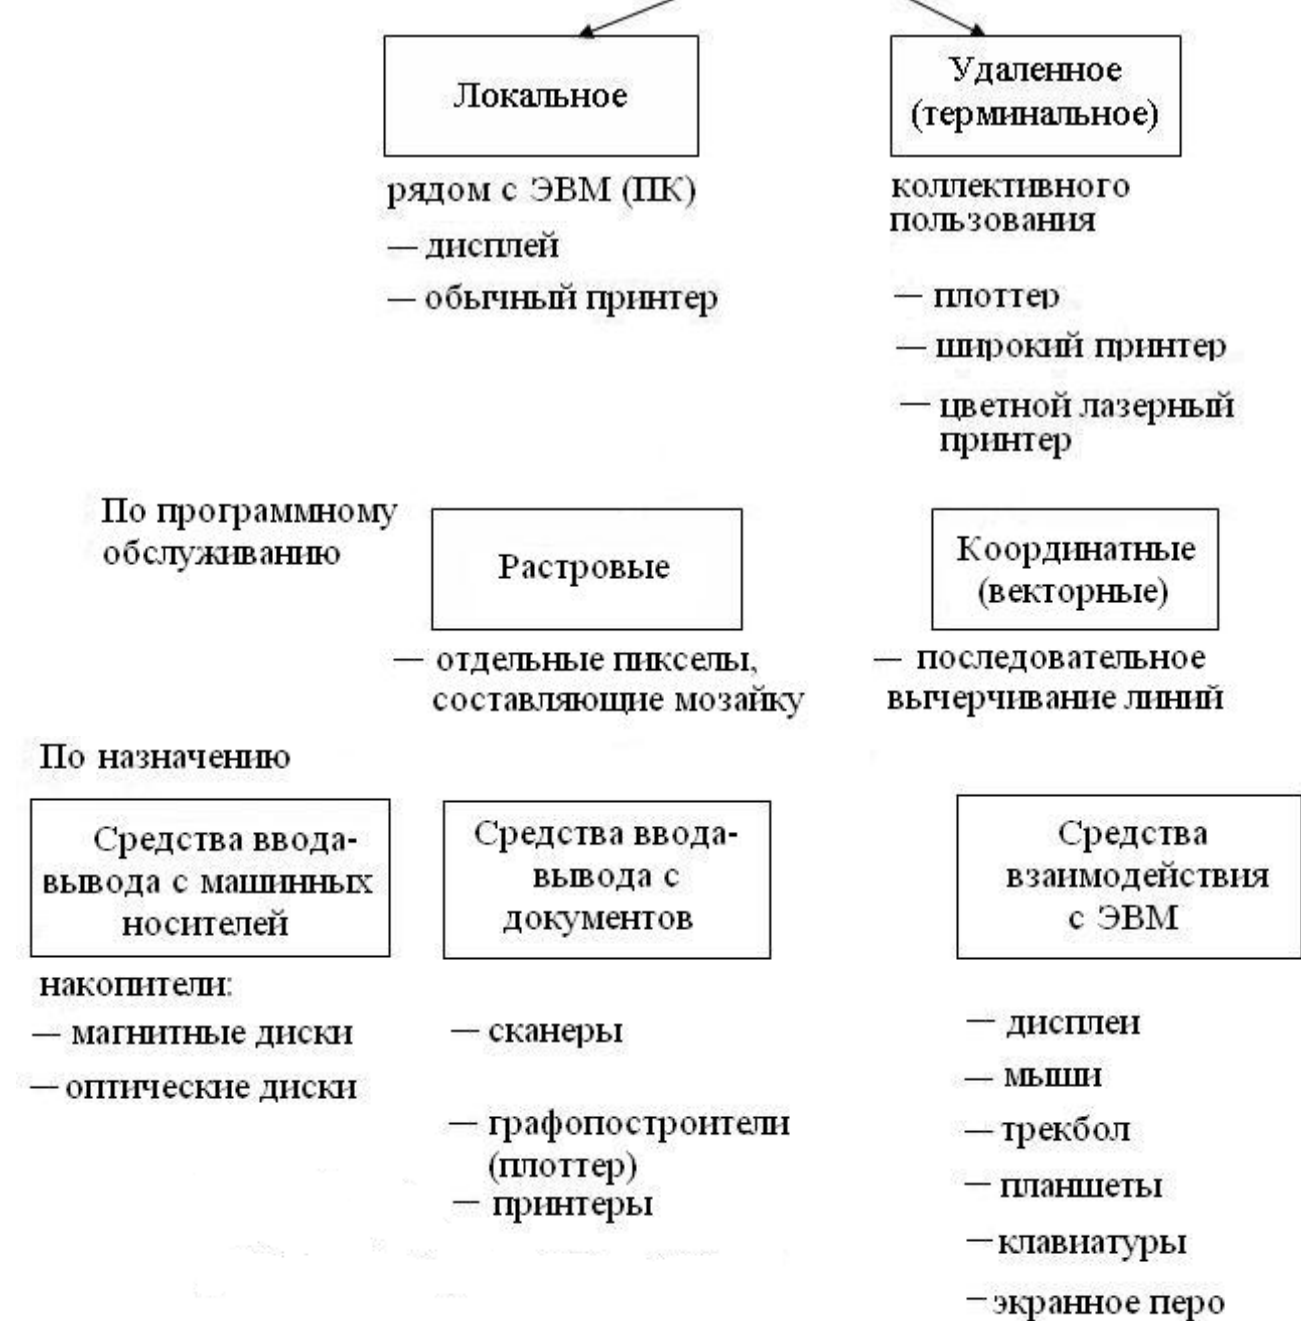 Локальное
рядом с ЭВМ (ПК)
— дисплей
— обычный принтер
Удаленное
(терминальное)
коллективного
пользования
— плоттер
— широкий принтер
— цветной лазерный
принтер
По программному
обслуживанию
Растровые
— отдельные пикселы,
составляющие мозайку
Координатные
(векторные)
— последовательное
вычерчивание линий
По назначению
Средства ввода-
вывода с машинных
носителей
накопители:
— магнитные диски
— оптические диски
Средства ввода-
вывода с
документов
— сканеры
— графопостроители
(плоттер)
— принтеры
Средства
взаимодействия
с ЭВМ
— дисплеи
— мыши
— трекбол
— планшеты
— клавиатуры
— экранное перо